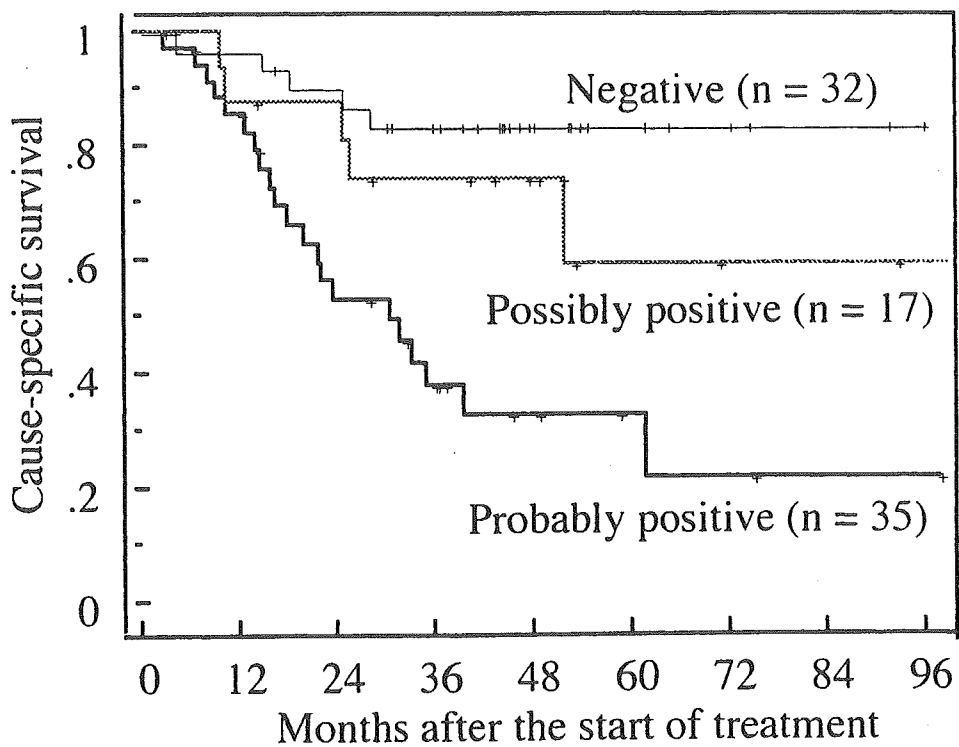 Cause-specific survival
1
.8
.6
.4
.2
0
Negative (n = 32)
Possibly positive (n = 17)
Probably positive (n = 35)
0 12 24 36 48 60 72 84 96
Months after the start of treatment